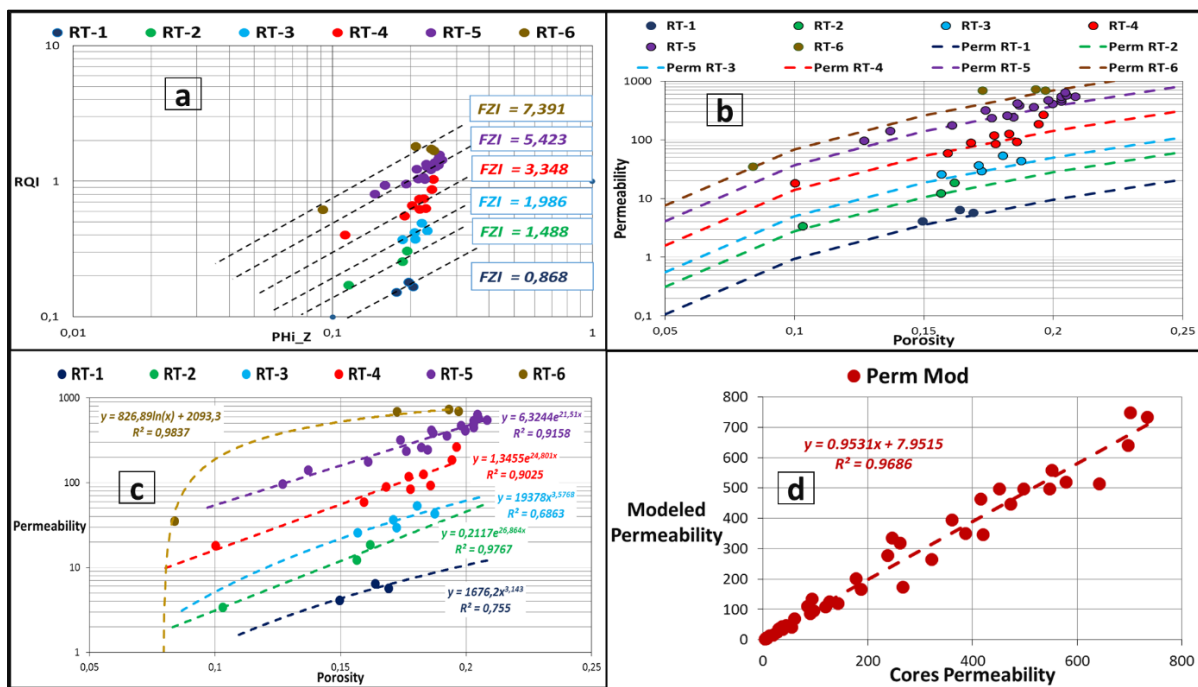 RT-1 RT-2 RT-3 RT-4 RT-5 RT-6
10
a
FZI = 7,391
FZI = 5,423
RQI 1
FZI = 3,348
FZI = 1,986
FZI = 1,488
FZI = 0,868
0,1
0,01 0,1 1
PHi_Z
RT-1 RT-2 RT-3 RT-4
RT-5 RT-6 Perm RT-1 Perm RT-2
Perm RT-3 Perm RT-4 Perm RT-5 Perm RT-6
1000
b
100
Permeability
10
1
0,1
0,05 0,1 0,15 0,2 0,25
Porosity
RT-1 RT-2 RT-3 RT-4 RT-5 RT-6
1000
y = 826,89ln(x) + 2093,3
R² = 0,9837
y = 6,3244e^21,51x
R² = 0,9158
c
100
y = 1,3455e^24,801x
R² = 0,9025
Permeability
y = 19378x^3,5768
R² = 0,6863
10
y = 0,2117e^26,864x
R² = 0,9767
y = 1676,2x^3,143
R² = 0,755
1
0,05 0,1 0,15 0,2 0,25
Porosity
Perm Mod
800
700
y = 0.9531x + 7.9515
R² = 0.9686
d
600
500
Modeled
Permeability
400
300
200
100
0
0 200 400 600 800
Cores Permeability